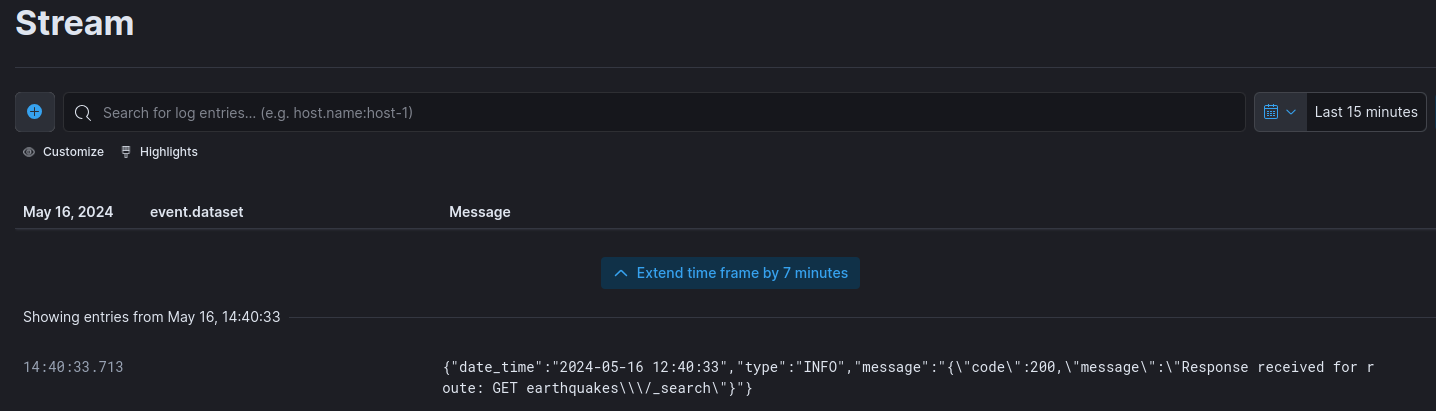 Stream
Search for log entries… (e.g. host.name:host-1)
Last 15 minutes
Customize
Highlights
May 16, 2024
event.dataset
Message
Extend time frame by 7 minutes
Showing entries from May 16, 14:40:33
14:40:33.713
{"date_time":"2024-05-16 12:40:33","type":"INFO","message":"{\"code\":200,\"message\":\"Response received for r
oute: GET earthquakes\\\/_search\"}"}